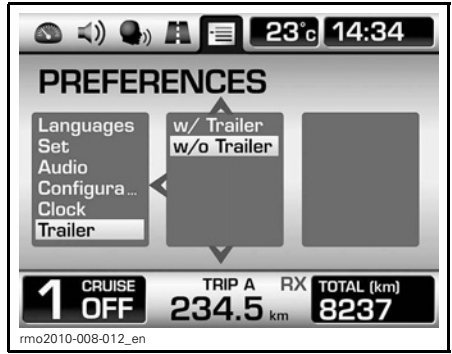 23°c 14:34
PREFERENCES
Languages
Set
Audio
Configura...
Clock
Trailer
w/ Trailer
w/o Trailer
1 CRUISE OFF
TRIP A
234.5 km
RX
TOTAL (km)
8237
rmo2010-008-012_en